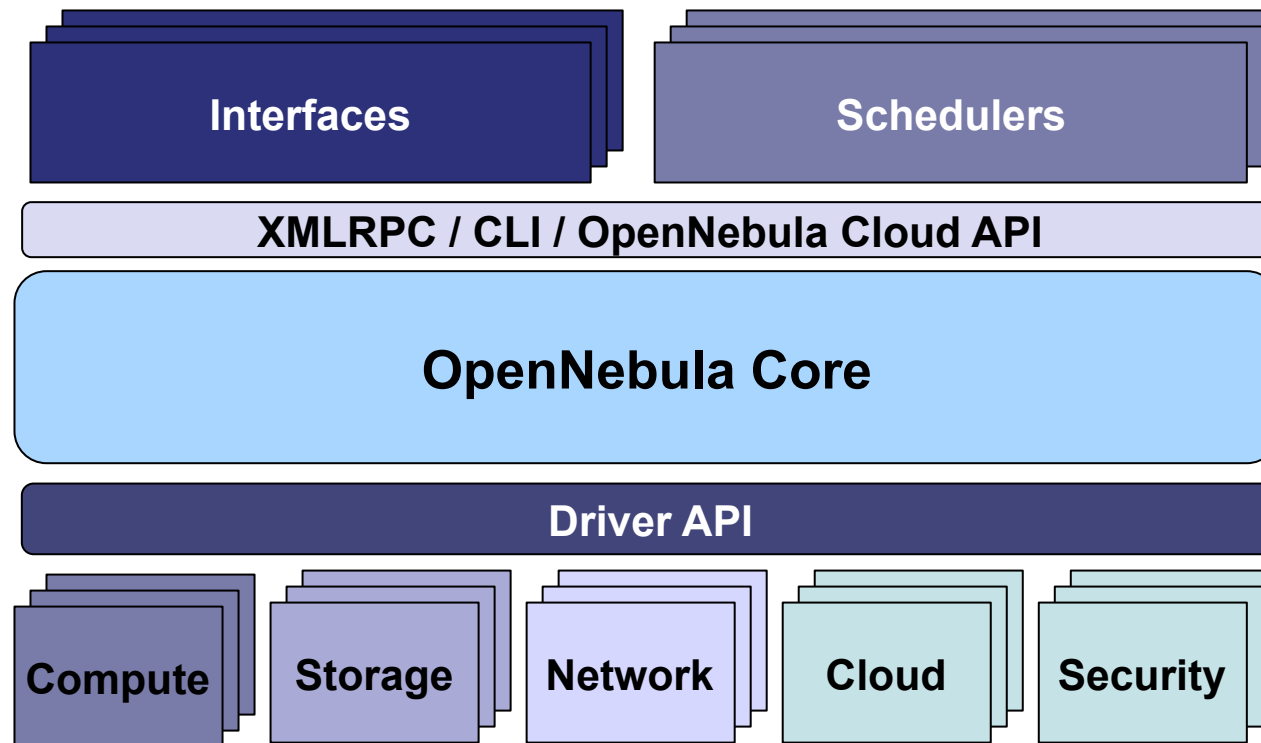 Interfaces
Schedulers
XMLRPC / CLI / OpenNebula Cloud API
OpenNebula Core
Driver API
Compute
Storage
Network
Cloud
Security